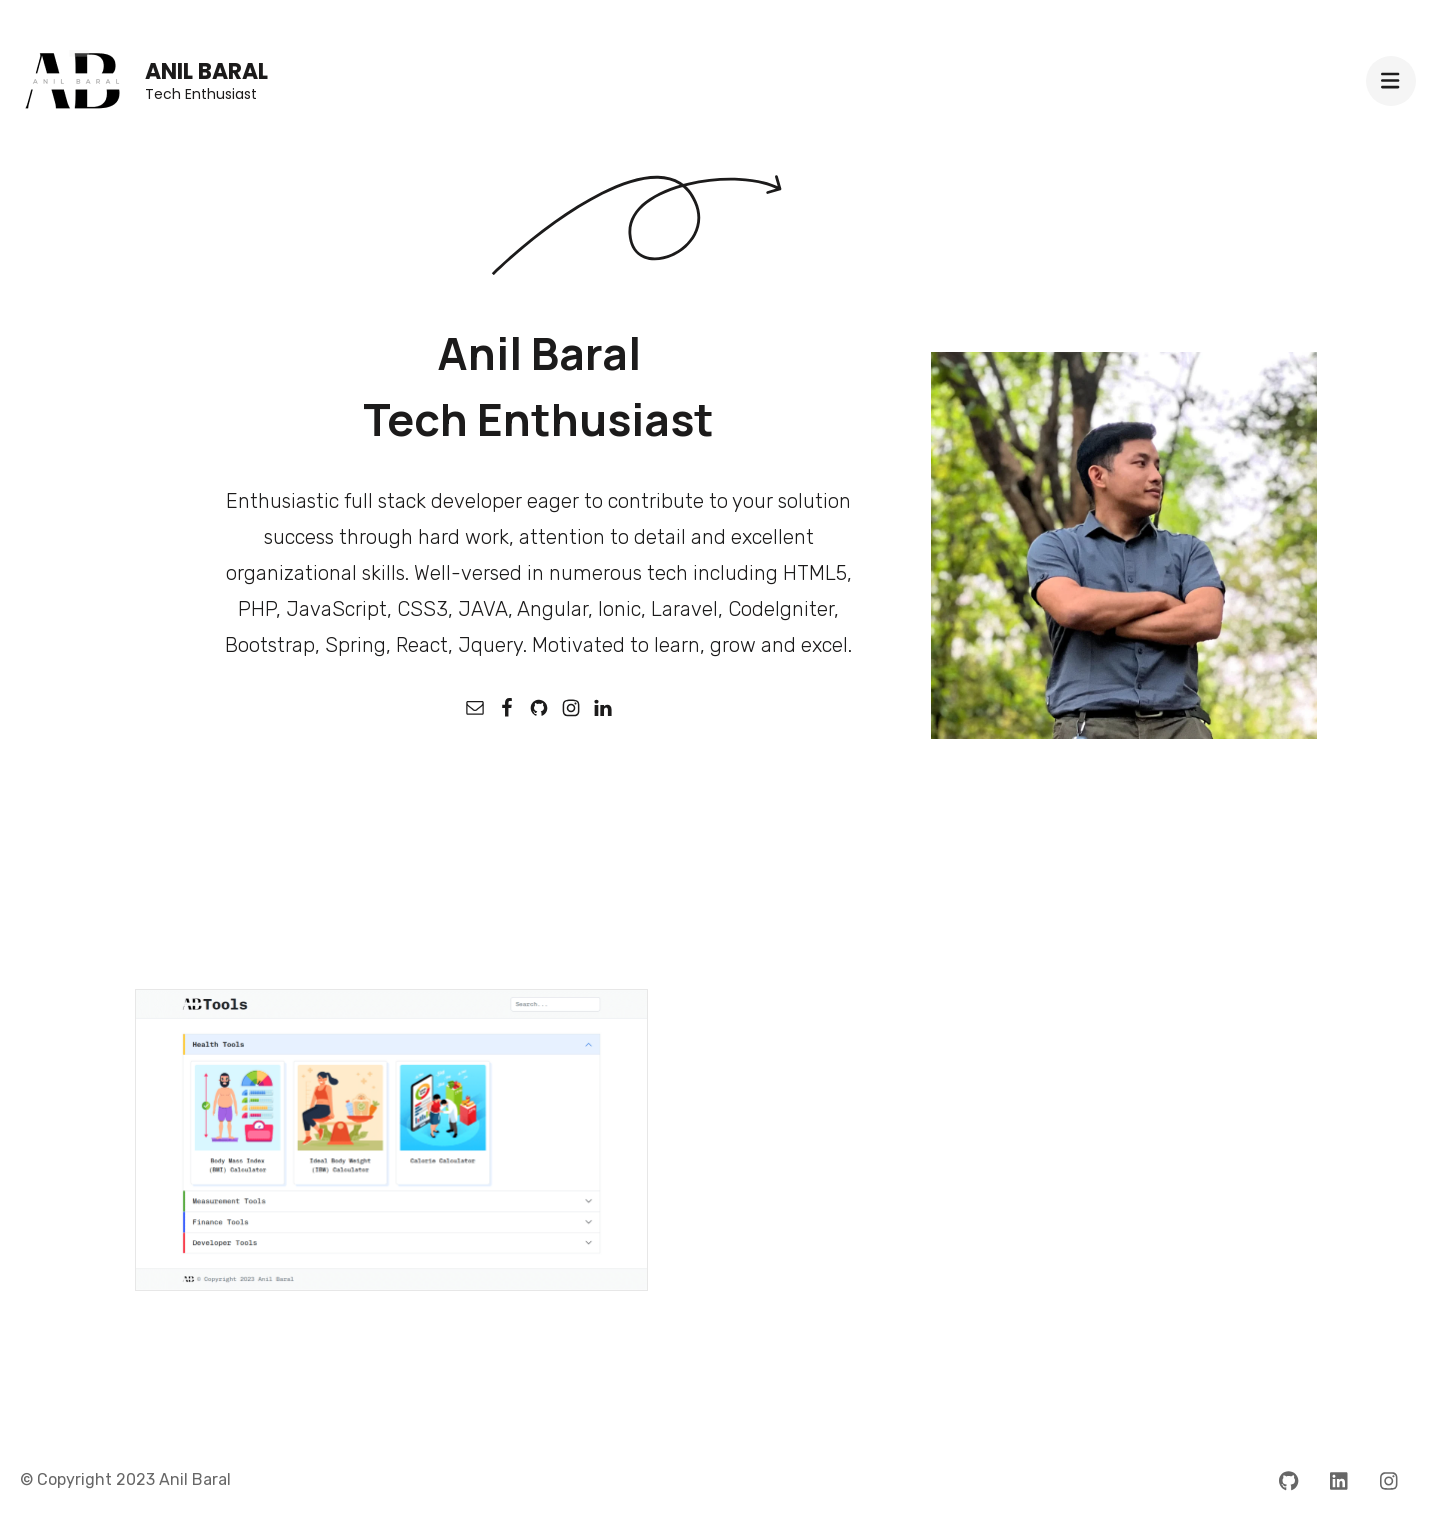 AB
ANIL BARAL
ANIL BARAL
Tech Enthusiast
Anil Baral
Tech Enthusiast
Enthusiastic full stack developer eager to contribute to your solution
success through hard work, attention to detail and excellent
organizational skills. Well-versed in numerous tech including HTML5,
PHP, JavaScript, CSS3, JAVA, Angular, Ionic, Laravel, CodeIgniter,
Bootstrap, Spring, React, Jquery. Motivated to learn, grow and excel.
AB Tools
Search...
Health Tools
Body Mass Index
(BMI) Calculator
Ideal Body Weight
(IBW) Calculator
Calorie Calculator
Measurement Tools
Finance Tools
Developer Tools
AB © Copyright 2023 Anil Baral
© Copyright 2023 Anil Baral